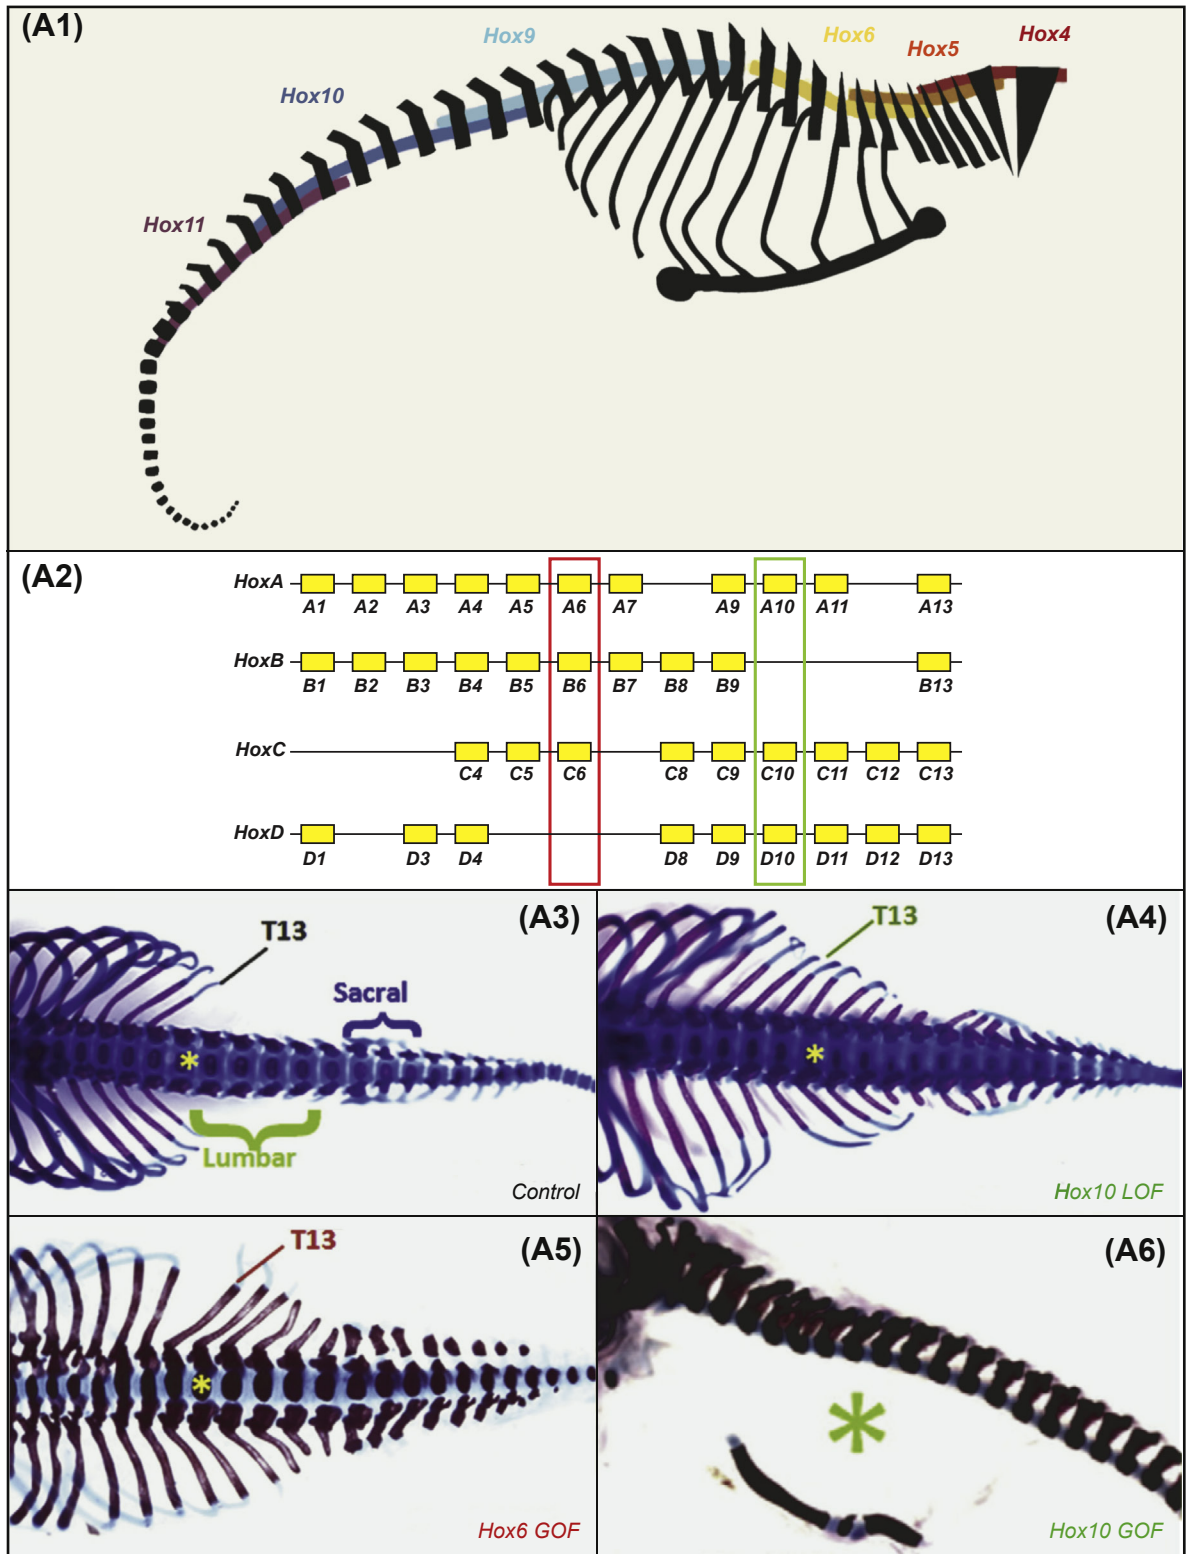 (A1)
Hox9
Hox6
Hox4
Hox5
Hox10
Hox11
(A2)
HoxA
A1 A2 A3 A4 A5 A6 A7 A9 A10 A11 A13
HoxB
B1 B2 B3 B4 B5 B6 B7 B8 B9 B13
HoxC
C4 C5 C6 C8 C9 C10 C11 C12 C13
HoxD
D1 D3 D4 D8 D9 D10 D11 D12 D13
(A3)
T13
Sacral
*
Lumbar
Control
(A4)
T13
*
Hox10 LOF
(A5)
T13
*
Hox6 GOF
(A6)
*
Hox10 GOF